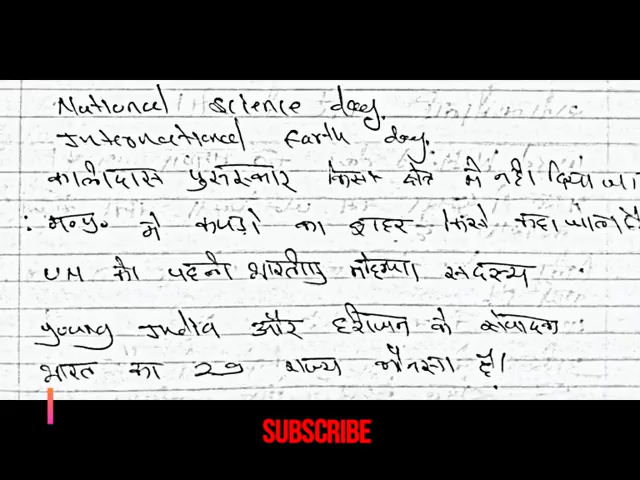 National Science day.
International Earth day.
कालीदास पुरुस्कार किस क्षेत्र मे नही दिया जा
: म०प्र० मे कपड़ो का शहर किसे कहा जाता है
UN की पहली भारतीय महिला सदस्य
young India और हरिजन के संपादक
भारत का 29 राज्य कौनसा है।
SUBSCRIBE